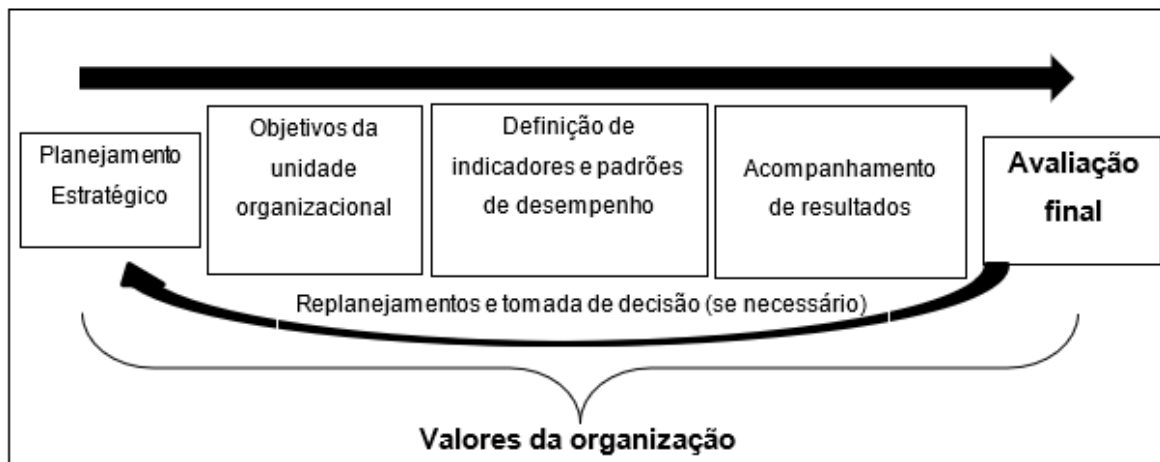 Planejamento
Estratégico
Objetivos da
unidade
organizacional
Definição de
indicadores e padrões
de desempenho
Acompanhamento
de resultados
Avaliação
final
Replanejamentos e tomada de decisão (se necessário)
Valores da organização